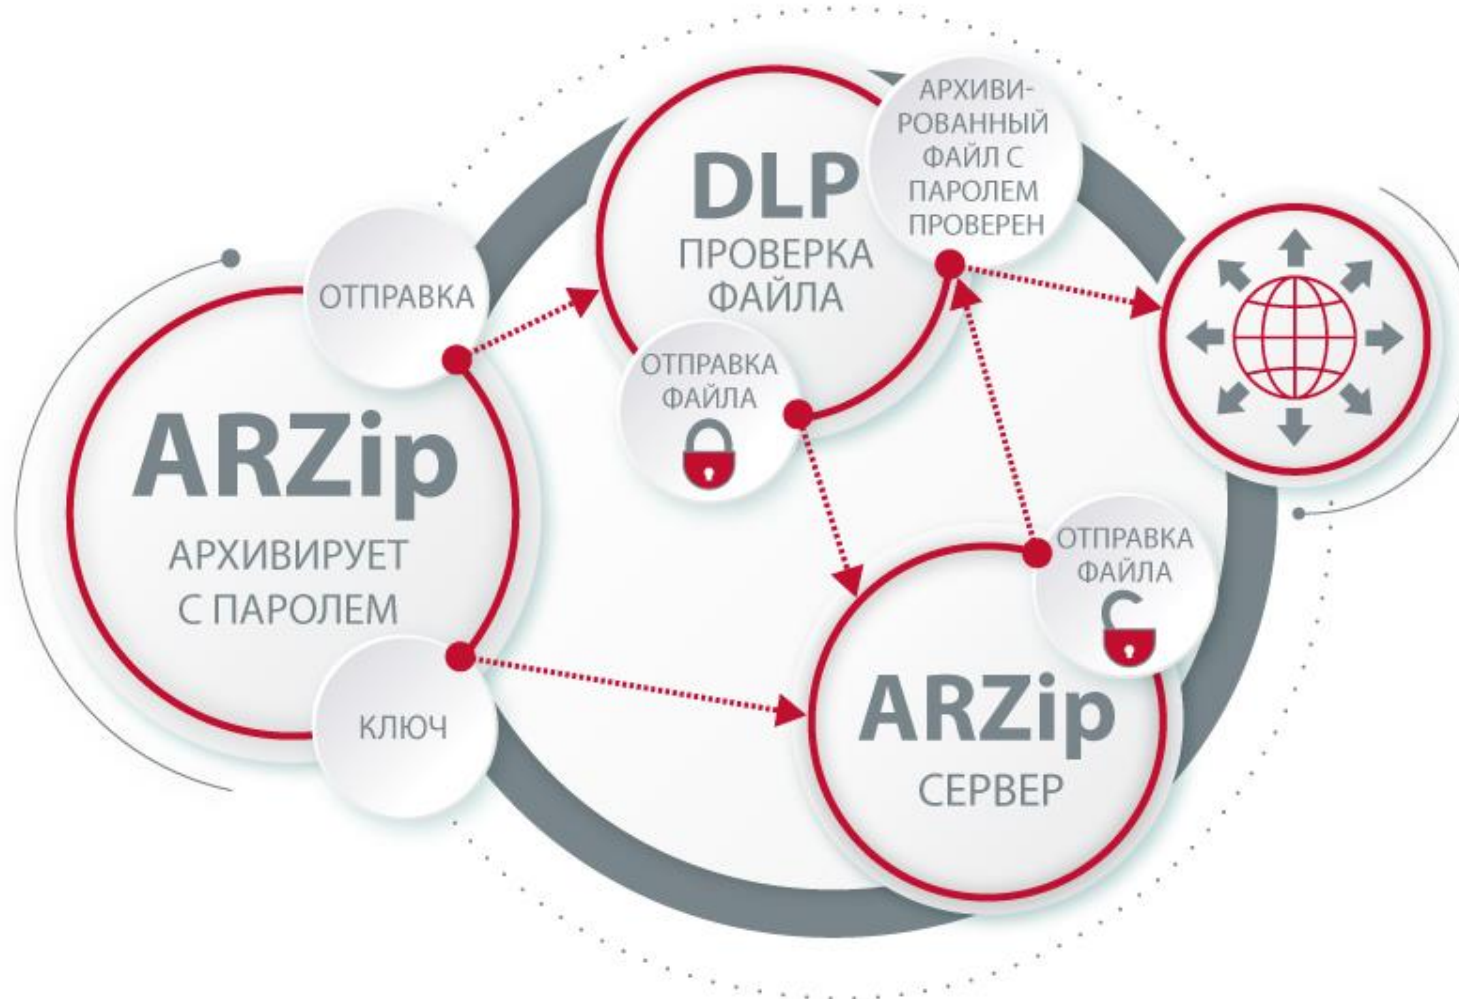 ОТПРАВКА
ARZip
АРХИВИРУЕТ
С ПАРОЛЕМ
КЛЮЧ
DLP
ПРОВЕРКА
ФАЙЛА
АРХИВИ-
РОВАННЫЙ
ФАЙЛ С
ПАРОЛЕМ
ПРОВЕРЕН
ОТПРАВКА
ФАЙЛА
ОТПРАВКА
ФАЙЛА
ARZip
СЕРВЕР